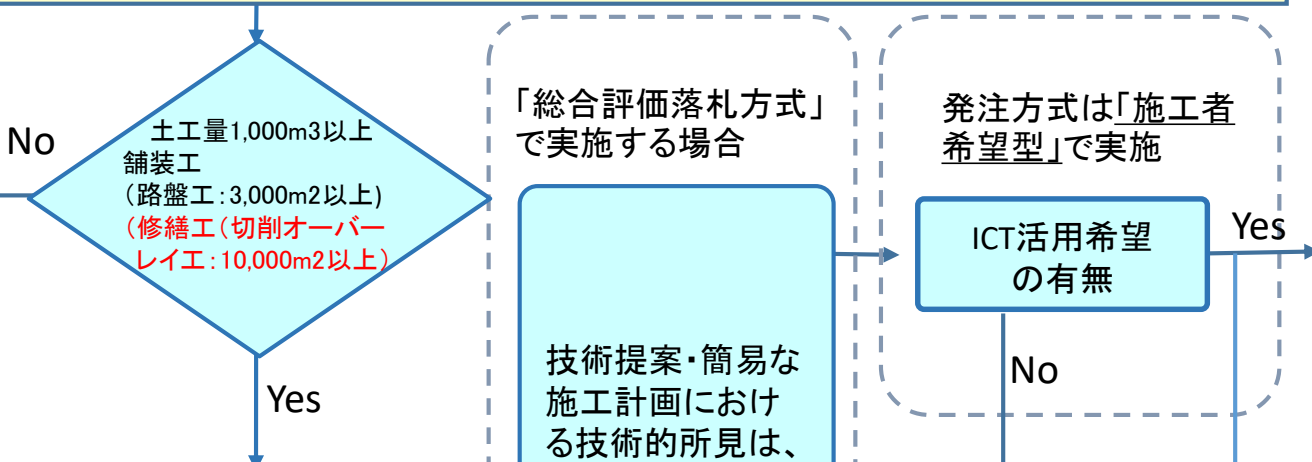 No
土工量1,000m3以上
舗装工
(路盤工:3,000m2以上)
(修繕工(切削オーバー
レイ工:10,000m2以上)
Yes
「総合評価落札方式」
で実施する場合
技術提案・簡易な
施工計画におけ
る技術的所見は、
発注方式は「施工者
希望型」で実施
ICT活用希望
の有無
Yes
No